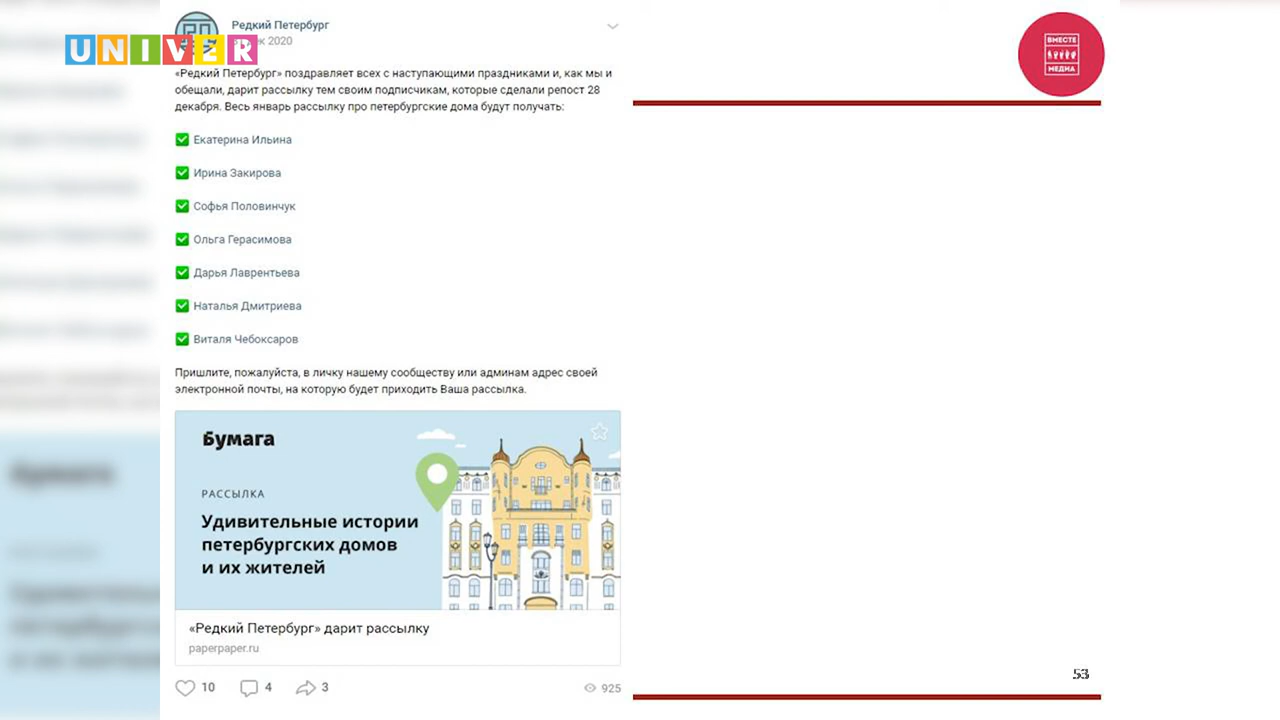 Редкий Петербург
дек 2020
UNIVER
«Редкий Петербург» поздравляет всех с наступающими праздниками и, как мы и
обещали, дарит рассылку тем своим подписчикам, которые сделали репост 28
декабря. Весь январь рассылку про петербургские дома будут получать:
Екатерина Ильина
Ирина Закирова
Софья Половинчук
Ольга Герасимова
Дарья Лаврентьева
Наталья Дмитриева
Виталя Чебоксаров
Пришлите, пожалуйста, в личку нашему сообществу или админам адрес своей
электронной почты, на которую будет приходить Ваша рассылка.
Бумага
РАССЫЛКА
Удивительные истории
петербургских домов
и их жителей
«Редкий Петербург» дарит рассылку
paperpaper.ru
10 4 3 925
ВМЕСТЕ
МЕДИА
53